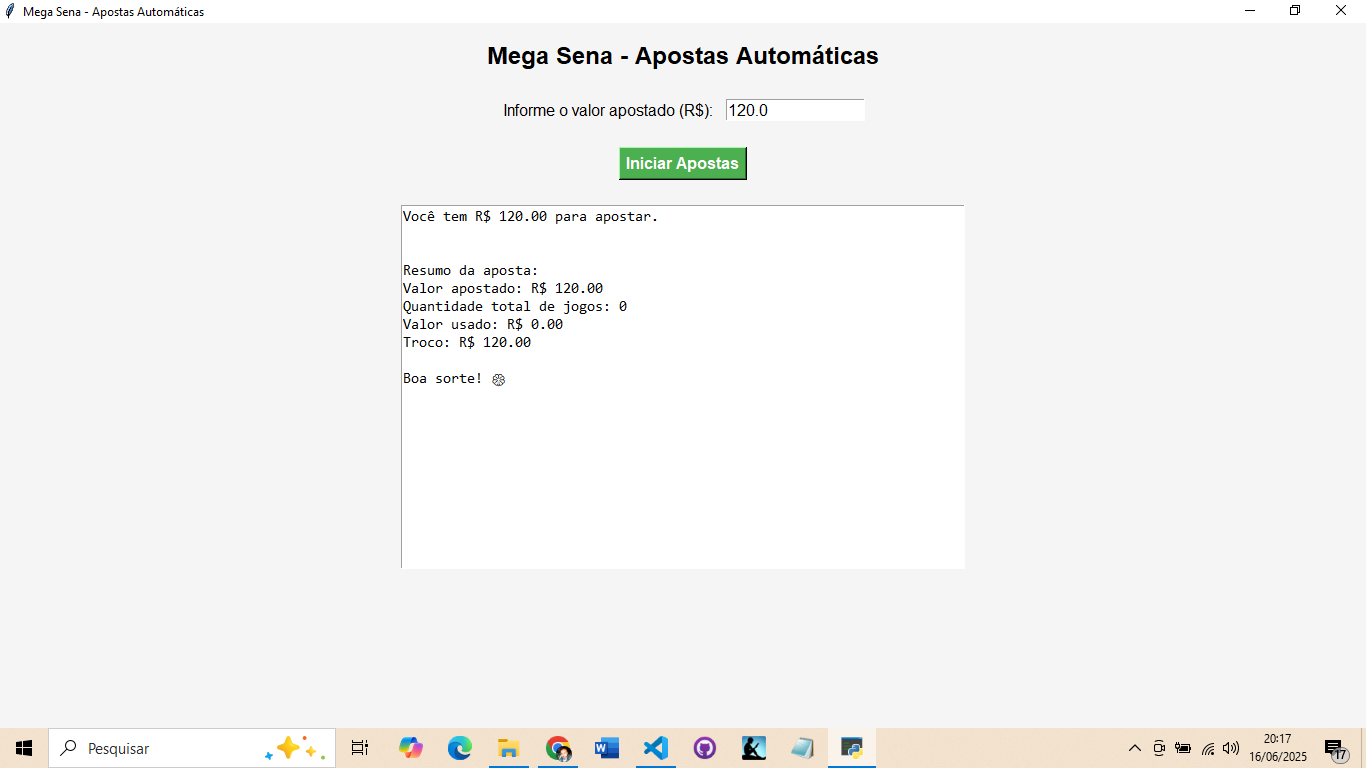 Mega Sena - Apostas Automáticas
Mega Sena - Apostas Automáticas
Informe o valor apostado (R$): 120.0
Iniciar Apostas
Você tem R$ 120.00 para apostar.
Resumo da aposta:
Valor apostado: R$ 120.00
Quantidade total de jogos: 0
Valor usado: R$ 0.00
Troco: R$ 120.00
Boa sorte!
Pesquisar
20:17
16/06/2025
17